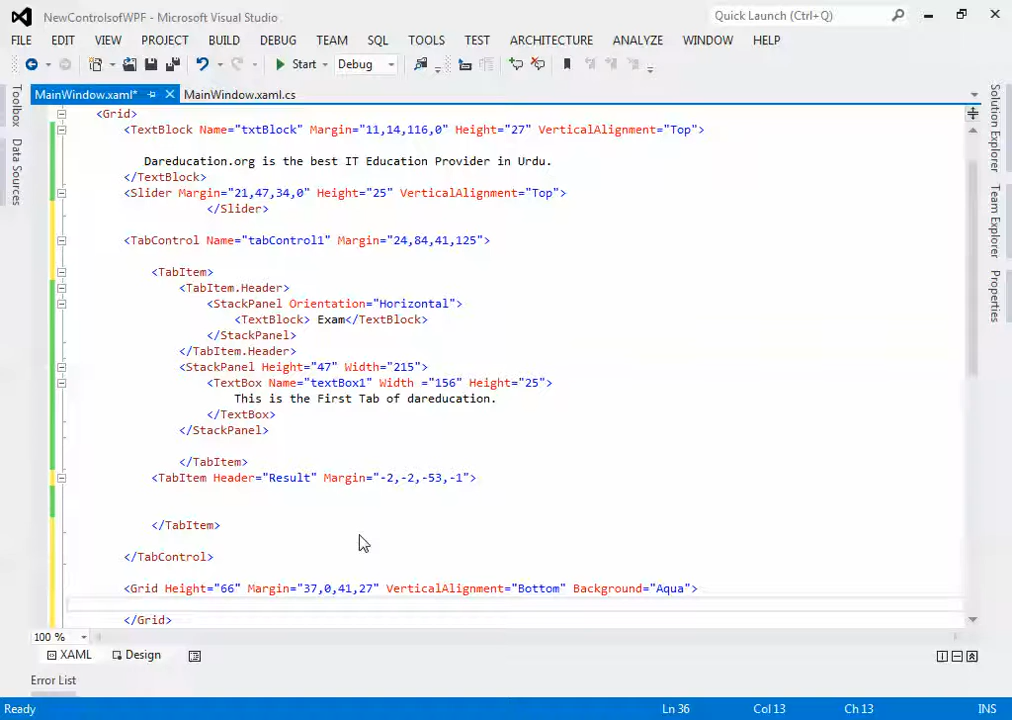 NewControlsofWPF - Microsoft Visual Studio
Quick Launch (Ctrl+Q)
FILE EDIT VIEW PROJECT BUILD DEBUG TEAM SQL TOOLS TEST ARCHITECTURE ANALYZE WINDOW HELP
Start Debug
MainWindow.xaml* MainWindow.xaml.cs
Toolbox
Data Sources
Solution Explorer
Team Explorer
Properties
<Grid>
<TextBlock Name="txtBlock" Margin="11,14,116,0" Height="27" VerticalAlignment="Top">
Dareducation.org is the best IT Education Provider in Urdu.
</TextBlock>
<Slider Margin="21,47,34,0" Height="25" VerticalAlignment="Top">
</Slider>
<TabControl Name="tabControl1" Margin="24,84,41,125">
<TabItem>
<TabItem.Header>
<StackPanel Orientation="Horizontal">
<TextBlock> Exam</TextBlock>
</StackPanel>
</TabItem.Header>
<StackPanel Height="47" Width="215">
<TextBox Name="textBox1" Width ="156" Height="25">
This is the First Tab of dareducation.
</TextBox>
</StackPanel>
</TabItem>
<TabItem Header="Result" Margin="-2,-2,-53,-1">
</TabItem>
</TabControl>
<Grid Height="66" Margin="37,0,41,27" VerticalAlignment="Bottom" Background="Aqua">
</Grid>
100 %
XAML Design
Error List
Ready Ln 36 Col 13 Ch 13 INS